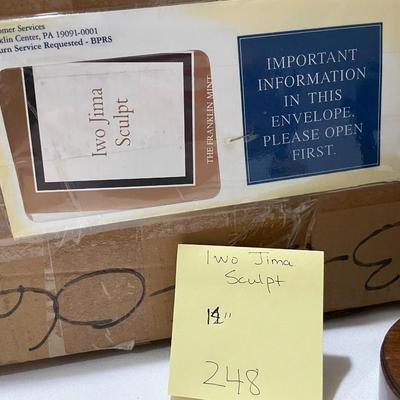 omer Services
klin Center, PA 19091-0001
urn Service Requested - BPRS
Iwo Jima
Sculpt
THE FRANKLIN MINT
IMPORTANT
INFORMATION
IN THIS
ENVELOPE.
PLEASE OPEN
FIRST.
Iwo Jima
Sculpt
14"
248